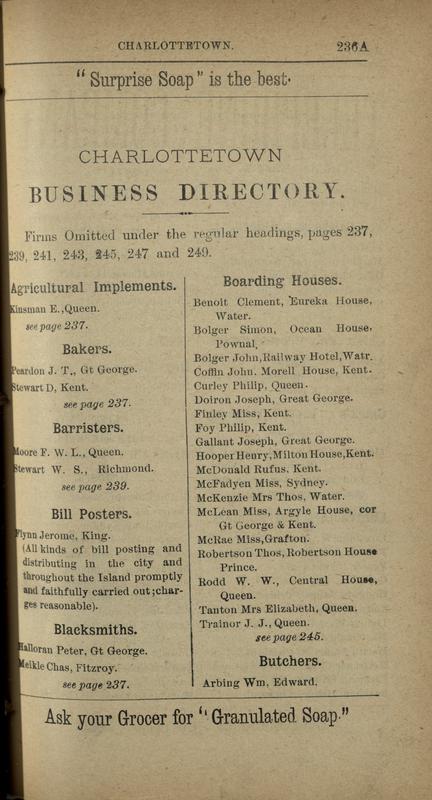 CHARLOTTETOWN. 236A
"Surprise Soap" is the best.
CHARLOTTETOWN
BUSINESS DIRECTORY.
Firms Omitted under the regular headings, pages 237,
239, 241, 243, 245, 247 and 249.
Agricultural Implements.
Kinsman E.,Queen.
see page 237.
Bakers.
Peardon J. T., Gt George.
Stewart D, Kent.
see page 237.
Barristers.
Moore F. W. L., Queen.
Stewart W. S., Richmond.
see page 239.
Bill Posters.
Flynn Jerome, King.
(All kinds of bill posting and
distributing in the city and
throughout the Island promptly
and faithfully carried out;char-
ges reasonable).
Blacksmiths.
Halloran Peter, Gt George.
Meikle Chas, Fitzroy.
see page 237.
Boarding Houses.
Benoit Clement, Eureka House,
Water.
Bolger Simon, Ocean House,
Pownal,
Bolger John,Railway Hotel,Watr.
Coffin John. Morell House, Kent.
Curley Philip, Queen.
Doiron Joseph, Great George.
Finley Miss, Kent.
Foy Philip, Kent.
Gallant Joseph, Great George.
Hooper Henry,Milton House,Kent.
McDonald Rufus, Kent.
McFadyen Miss, Sydney.
McKenzie Mrs Thos, Water.
McLean Miss, Argyle House, cor
Gt George & Kent.
McRae Miss,Grafton.
Robertson Thos, Robertson House
Prince.
Rodd W. W., Central House,
Queen.
Tanton Mrs Elizabeth, Queen.
Trainor J. J., Queen.
see page 245.
Butchers.
Arbing Wm, Edward.
Ask your Grocer for "Granulated Soap."